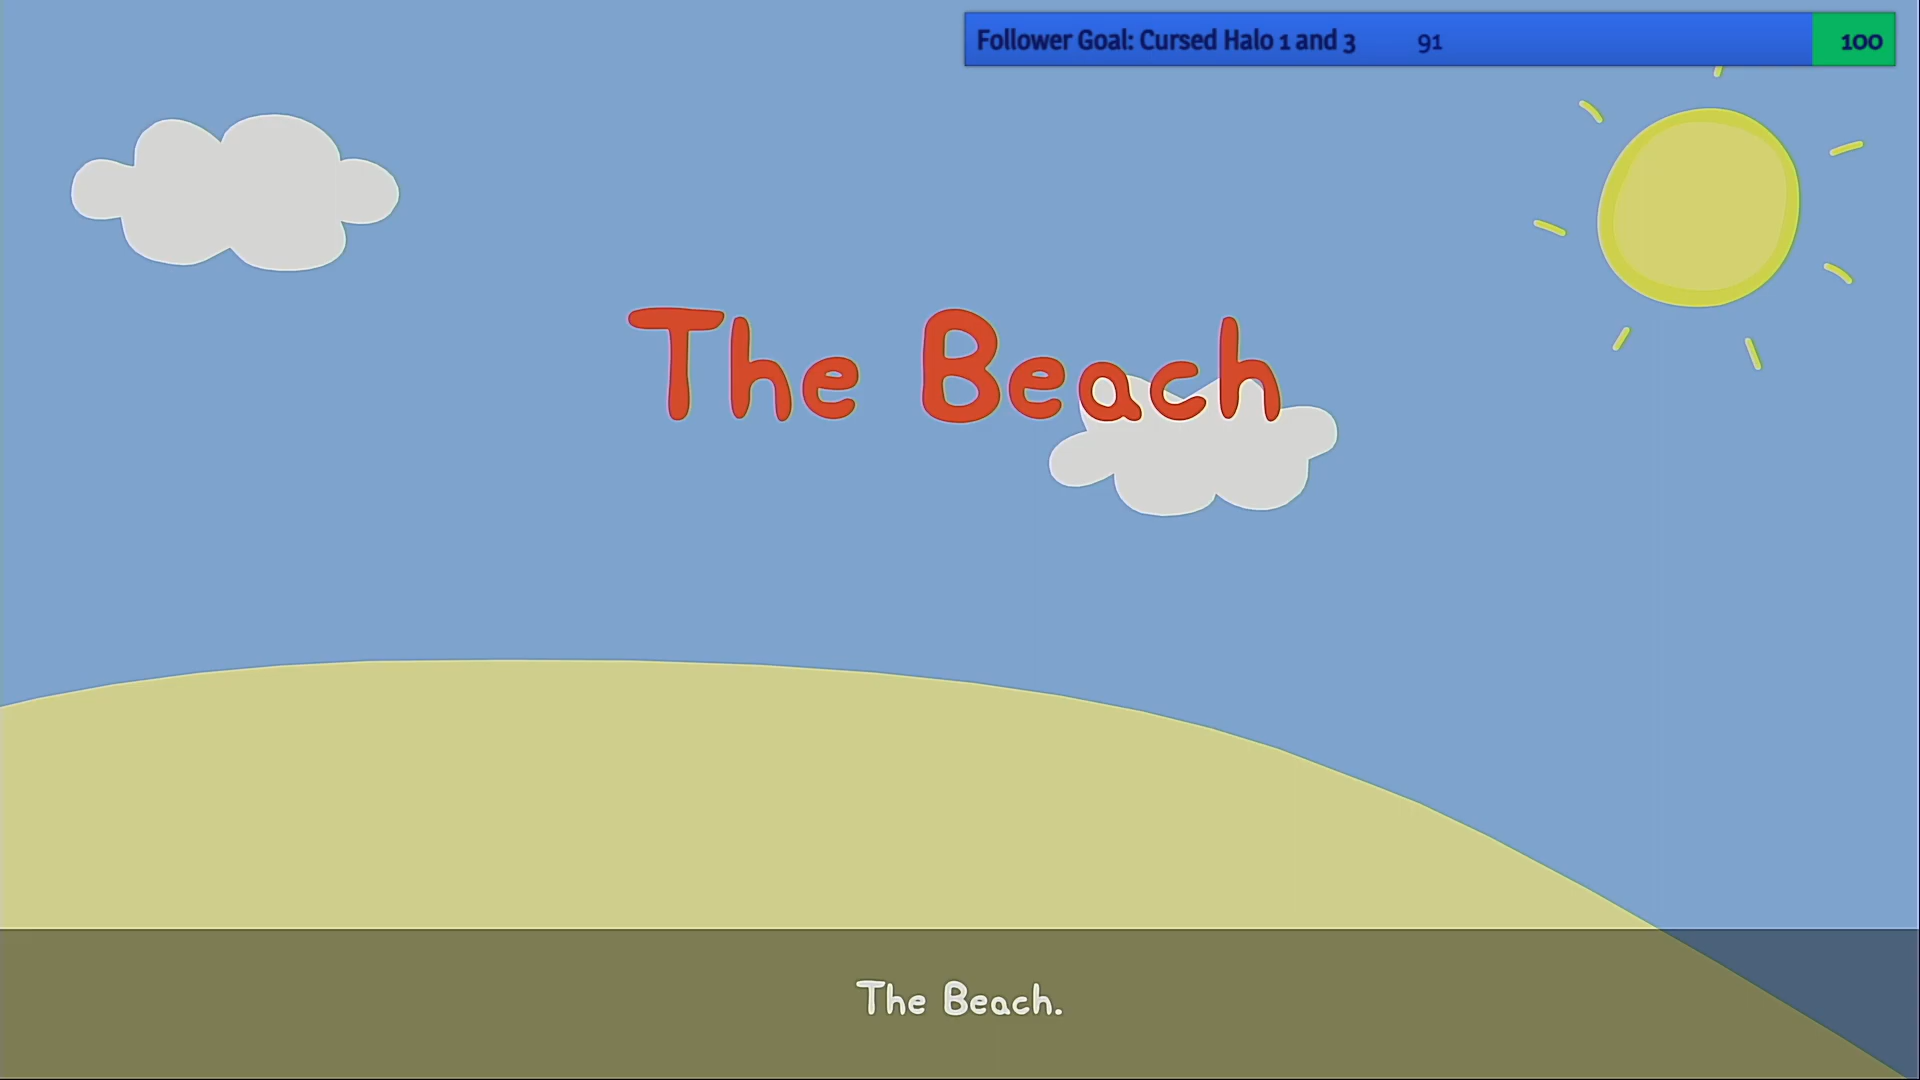 Follower Goal: Cursed Halo 1 and 3 91 100
The Beach
The Beach.